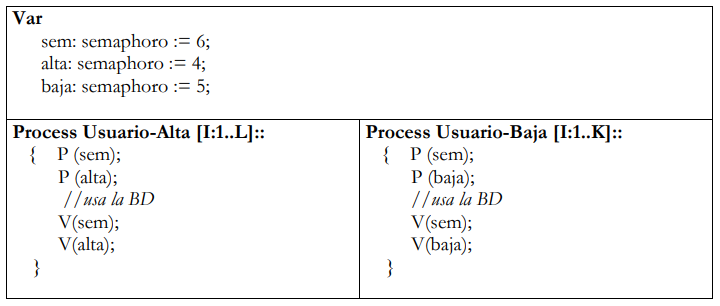 Var
sem: semaphoro := 6;
alta: semaphoro := 4;
baja: semaphoro := 5;
Process Usuario-Alta [I:1..L]::
{ P (sem);
P (alta);
//usa la BD
V(sem);
V(alta);
}
Process Usuario-Baja [I:1..K]::
{ P (sem);
P (baja);
//usa la BD
V(sem);
V(baja);
}